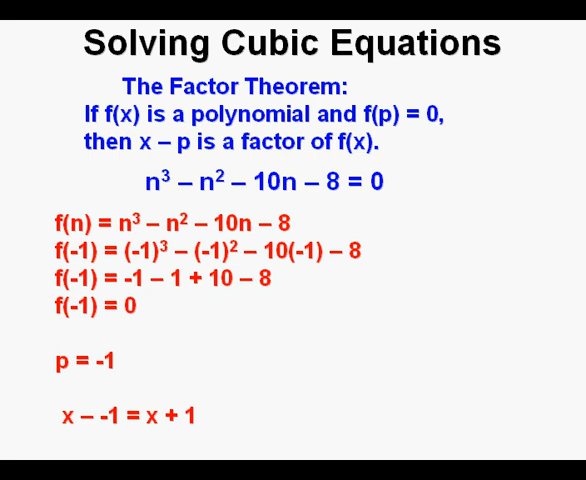 Solving Cubic Equations
The Factor Theorem:
If f(x) is a polynomial and f(p) = 0,
then x – p is a factor of f(x).
n³ – n² – 10n – 8 = 0
f(n) = n³ – n² – 10n – 8
f(-1) = (-1)³ – (-1)² – 10(-1) – 8
f(-1) = -1 – 1 + 10 – 8
f(-1) = 0
p = -1
x – -1 = x + 1